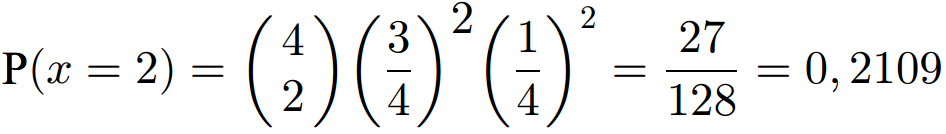 P(x = 2) = (4 2) (3/4)^2 (1/4)^2 = 27/128 = 0, 2109